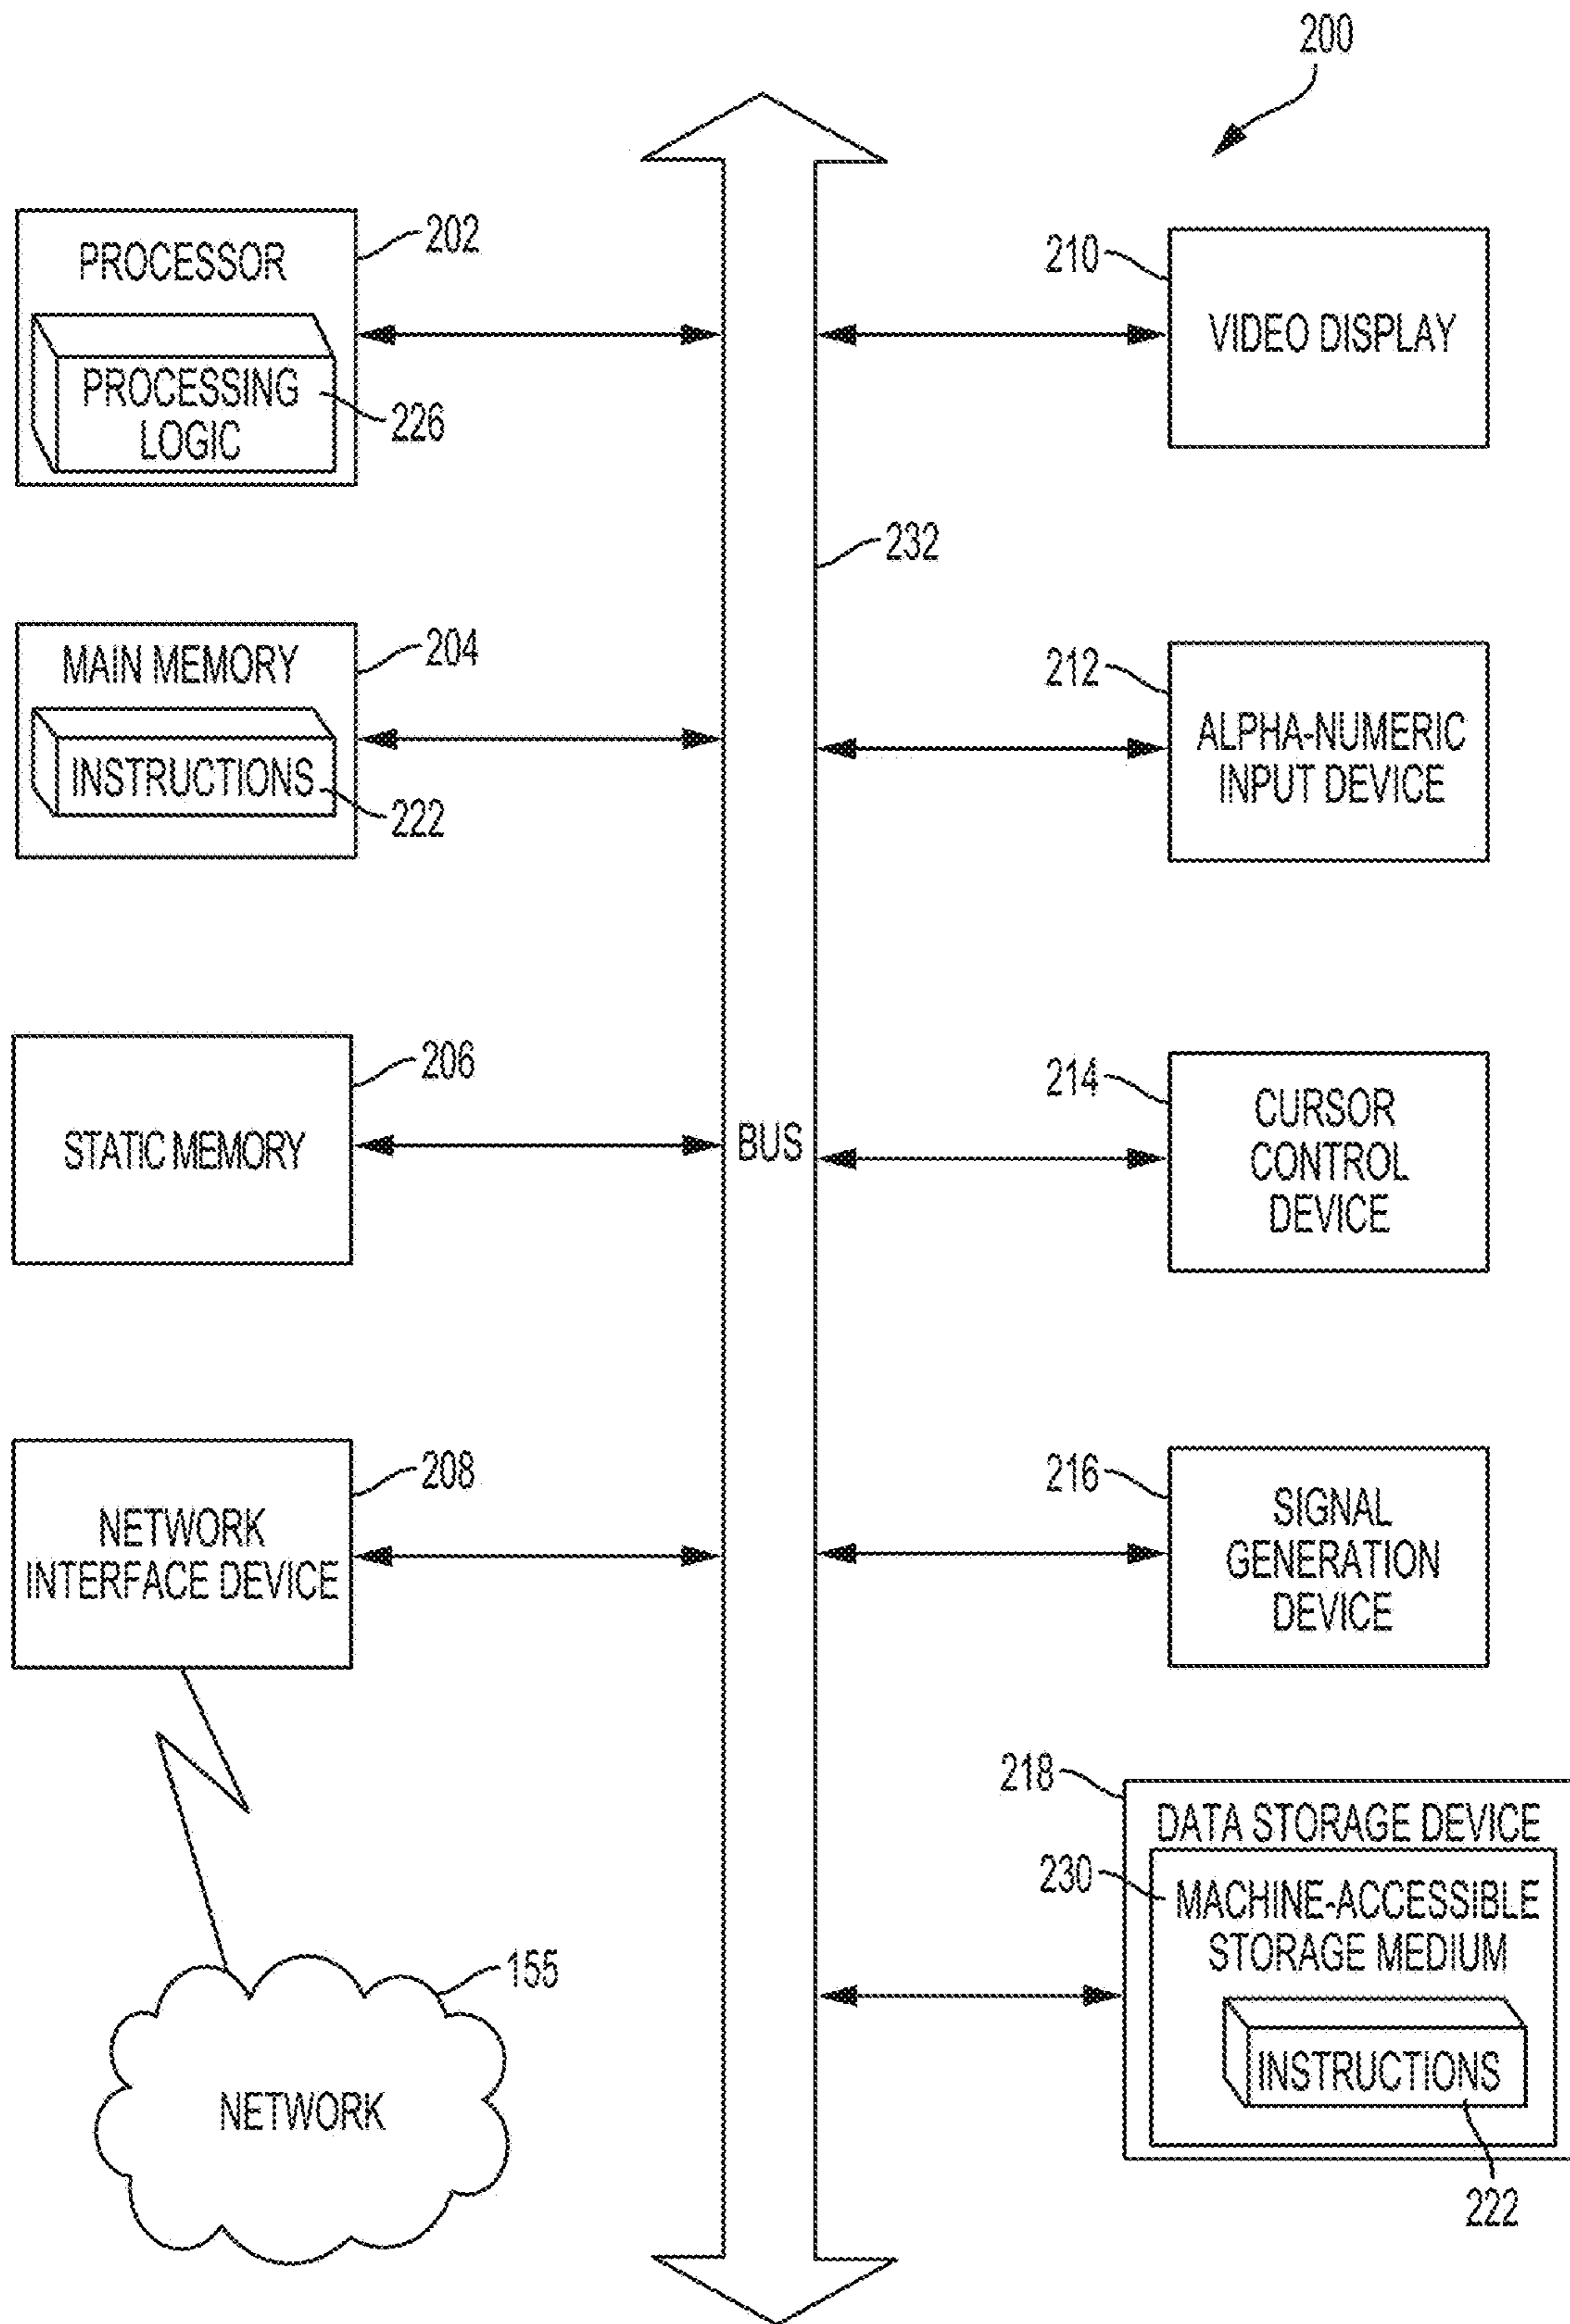 200
PROCESSOR
202
PROCESSING
LOGIC
226
210
VIDEO DISPLAY
232
MAIN MEMORY
204
INSTRUCTIONS
222
212
ALPHA-NUMERIC
INPUT DEVICE
STATIC MEMORY
206
BUS
214
CURSOR
CONTROL
DEVICE
NETWORK
INTERFACE DEVICE
208
216
SIGNAL
GENERATION
DEVICE
155
NETWORK
218
DATA STORAGE DEVICE
230
MACHINE-ACCESSIBLE
STORAGE MEDIUM
INSTRUCTIONS
222